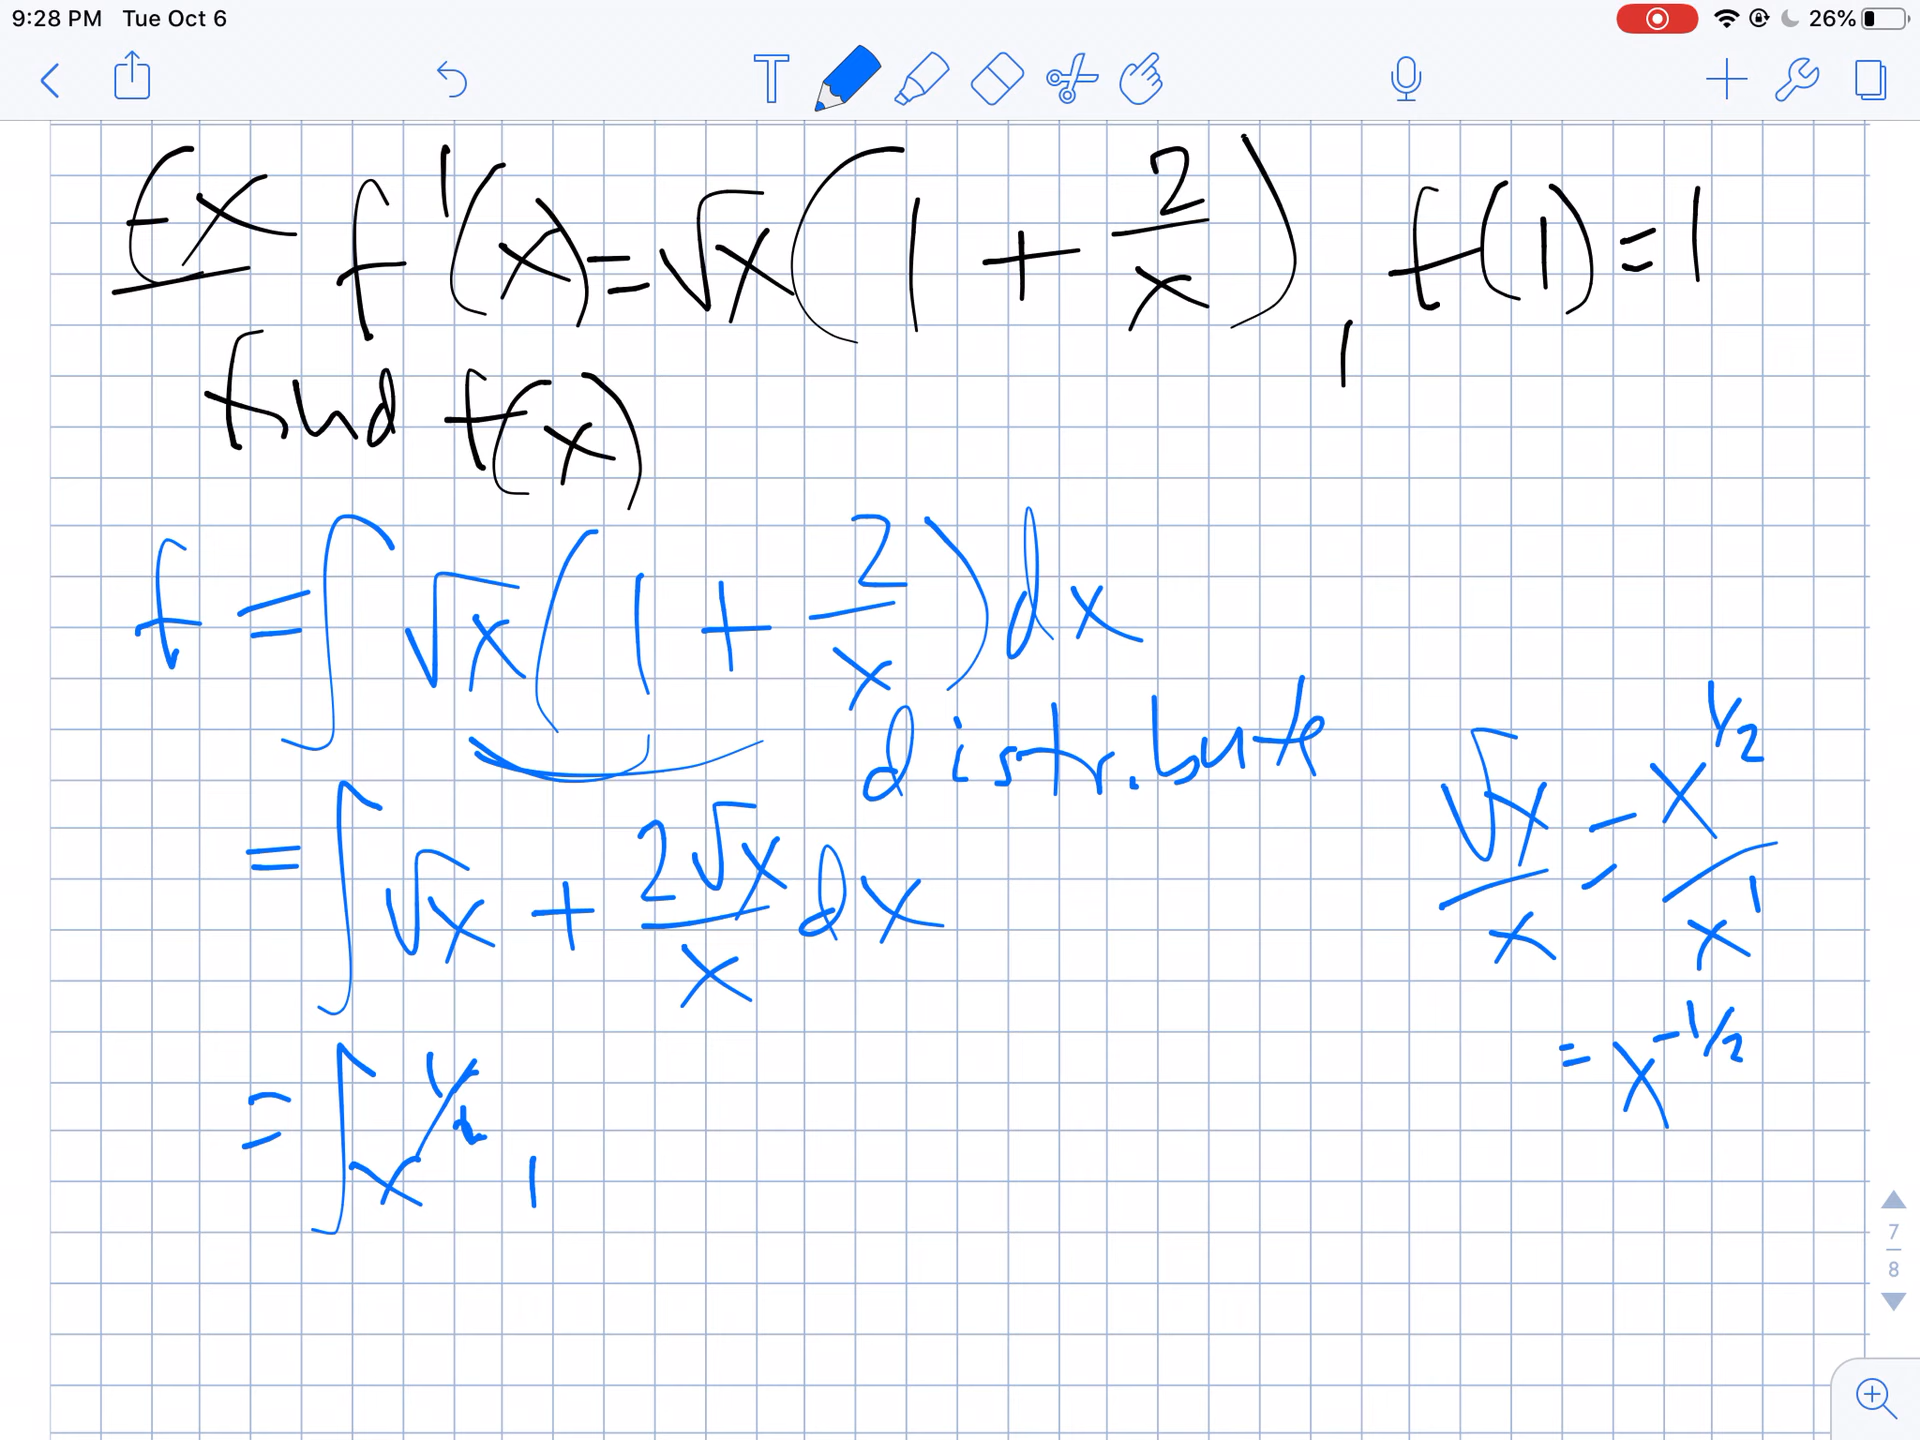 9:28 PM Tue Oct 6 26%
T
Ex f'(x)=√x(1+2/x), f(1)=1
find f(x)
f=∫√x(1+2/x)dx
distribute
=∫√x+2√x/x dx
√x/x=x^1/2/x^1
=x^-1/2
=∫x^1/2 1
7
8